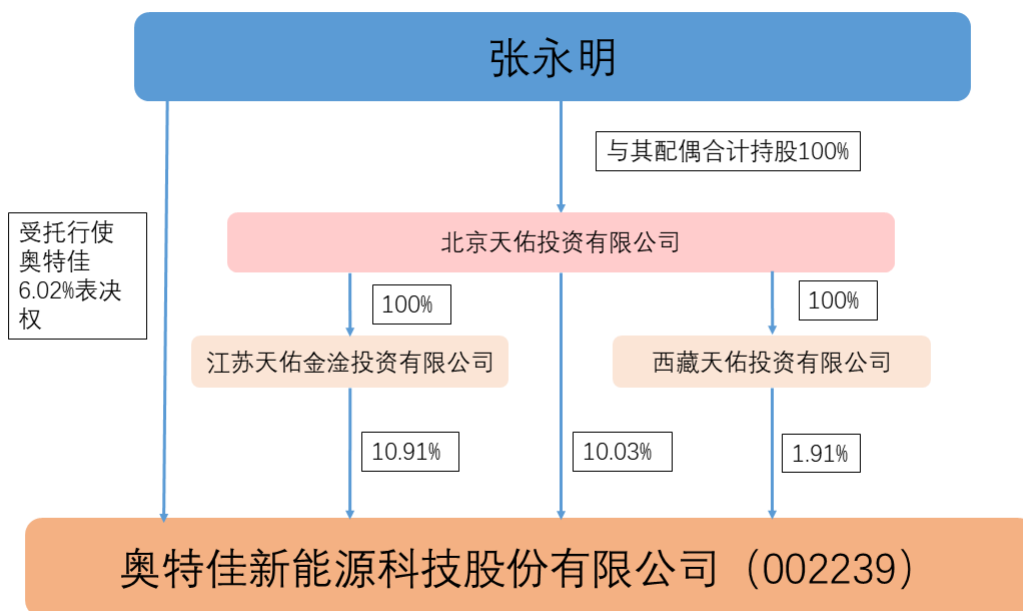 张永明
与其配偶合计持股100%
受托行使
奥特佳
6.02%表决
权
北京天佑投资有限公司
100%
100%
江苏天佑金淦投资有限公司
西藏天佑投资有限公司
10.91%
10.03%
1.91%
奥特佳新能源科技股份有限公司（002239）